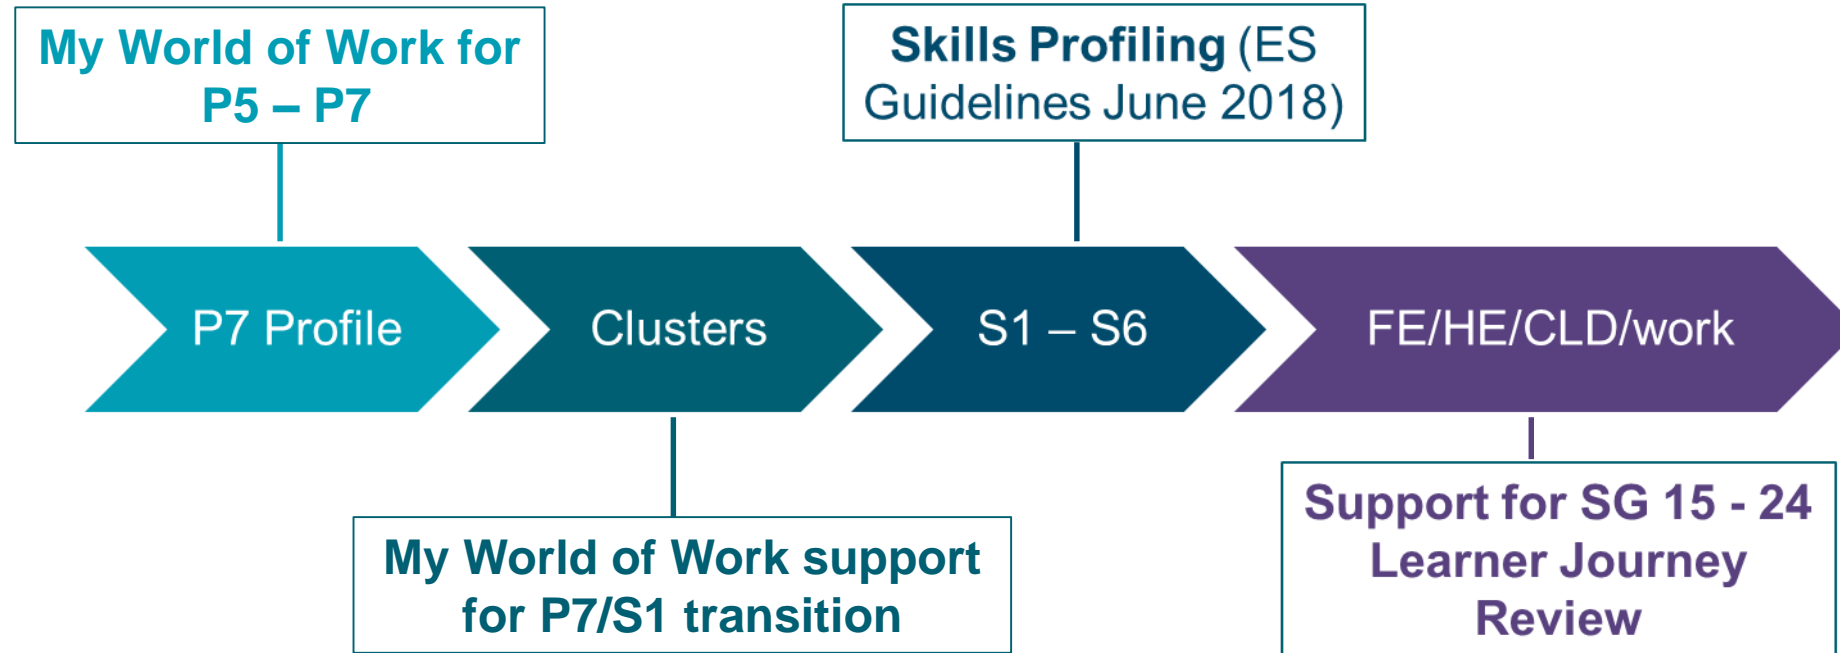 My World of Work for
P5 – P7
Skills Profiling (ES
Guidelines June 2018)
P7 Profile
Clusters
S1 – S6
FE/HE/CLD/work
My World of Work support
for P7/S1 transition
Support for SG 15 - 24
Learner Journey
Review